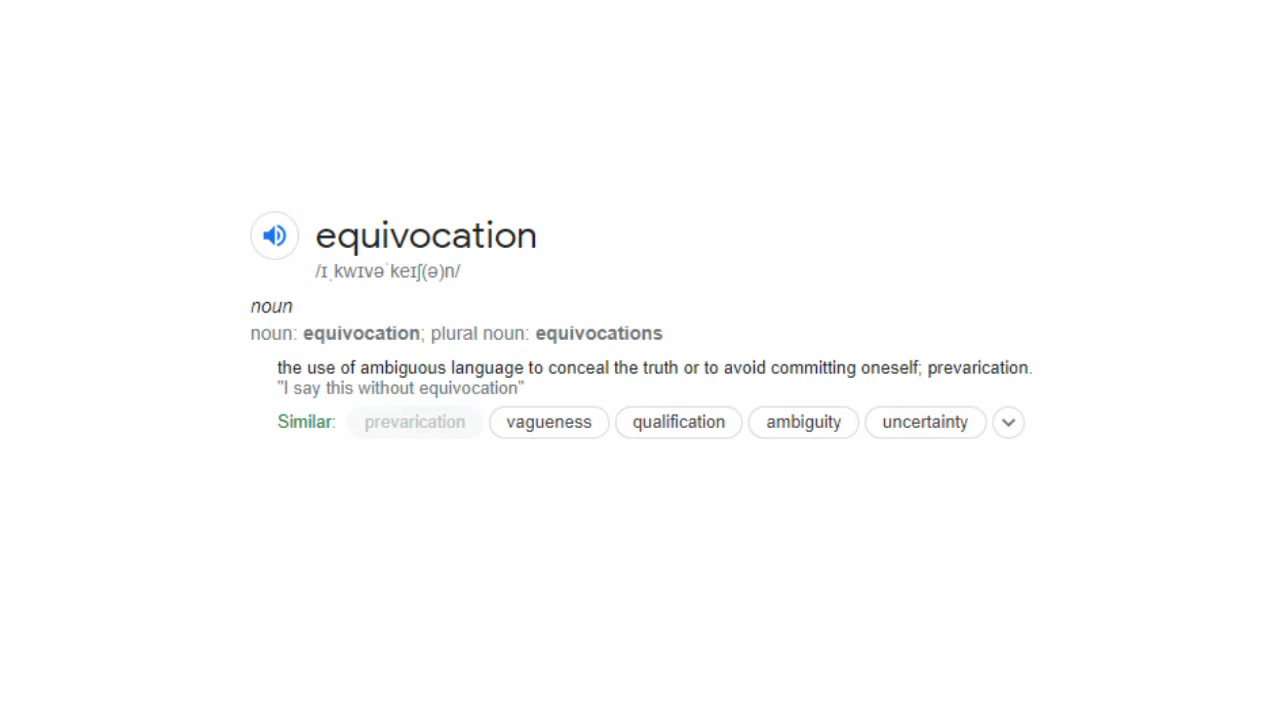 equivocation
/ɪˌkwɪvəˈkeɪʃ(ə)n/
noun
noun: equivocation; plural noun: equivocations
the use of ambiguous language to conceal the truth or to avoid committing oneself; prevarication.
"I say this without equivocation"
Similar: prevarication vagueness qualification ambiguity uncertainty